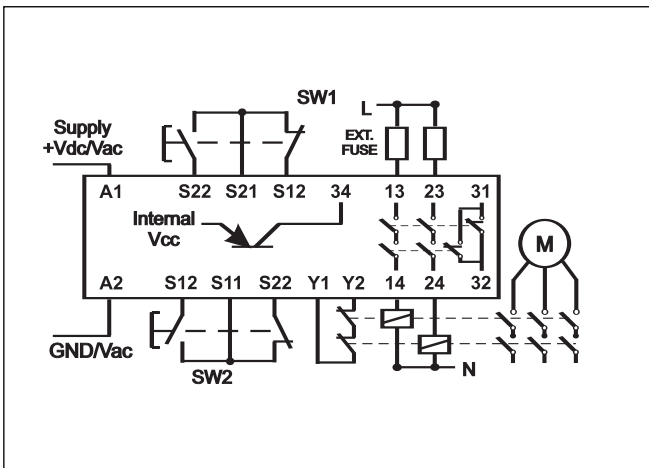 SW1
L
Supply
+Vdc/Vac
EXT.
FUSE
A1 S22 S21 S12 34 13 23 31
Internal
Vcc
M
A2 S12 S11 S22 Y1 Y2 14 24 32
GND/Vac
SW2
N